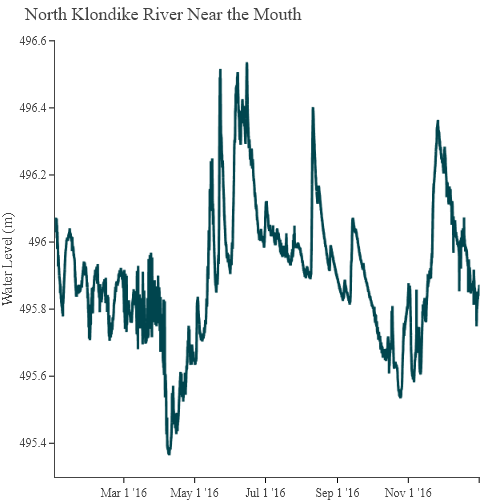 North Klondike River Near the Mouth
496.6
496.4
496.2
496
495.8
495.6
495.4
Water Level (m)
Mar 1 '16
May 1 '16
Jul 1 '16
Sep 1 '16
Nov 1 '16